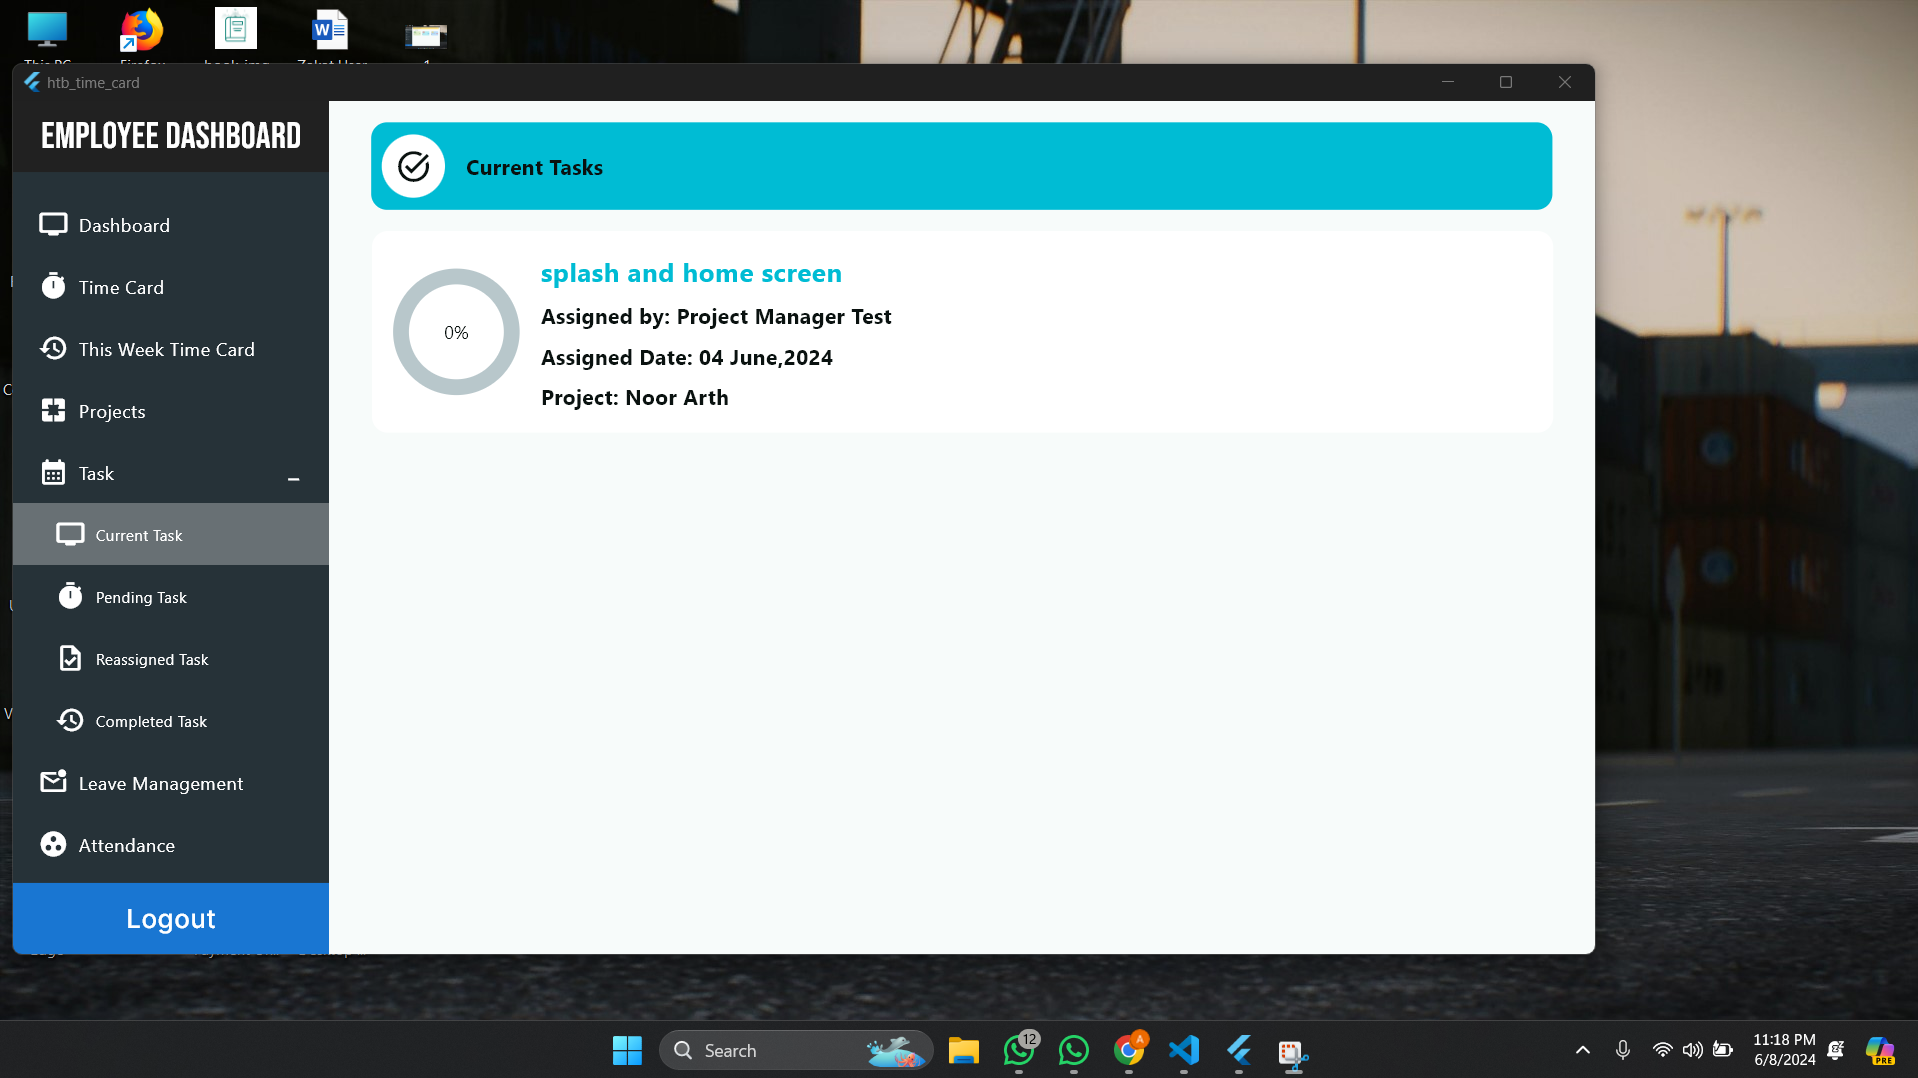 htb_time_card
EMPLOYEE DASHBOARD
Dashboard
Time Card
This Week Time Card
Projects
Task
Current Task
Pending Task
Reassigned Task
Completed Task
Leave Management
Attendance
Logout
Current Tasks
0%
splash and home screen
Assigned by: Project Manager Test
Assigned Date: 04 June,2024
Project: Noor Arth
Search
12
A
11:18 PM
6/8/2024
PRE